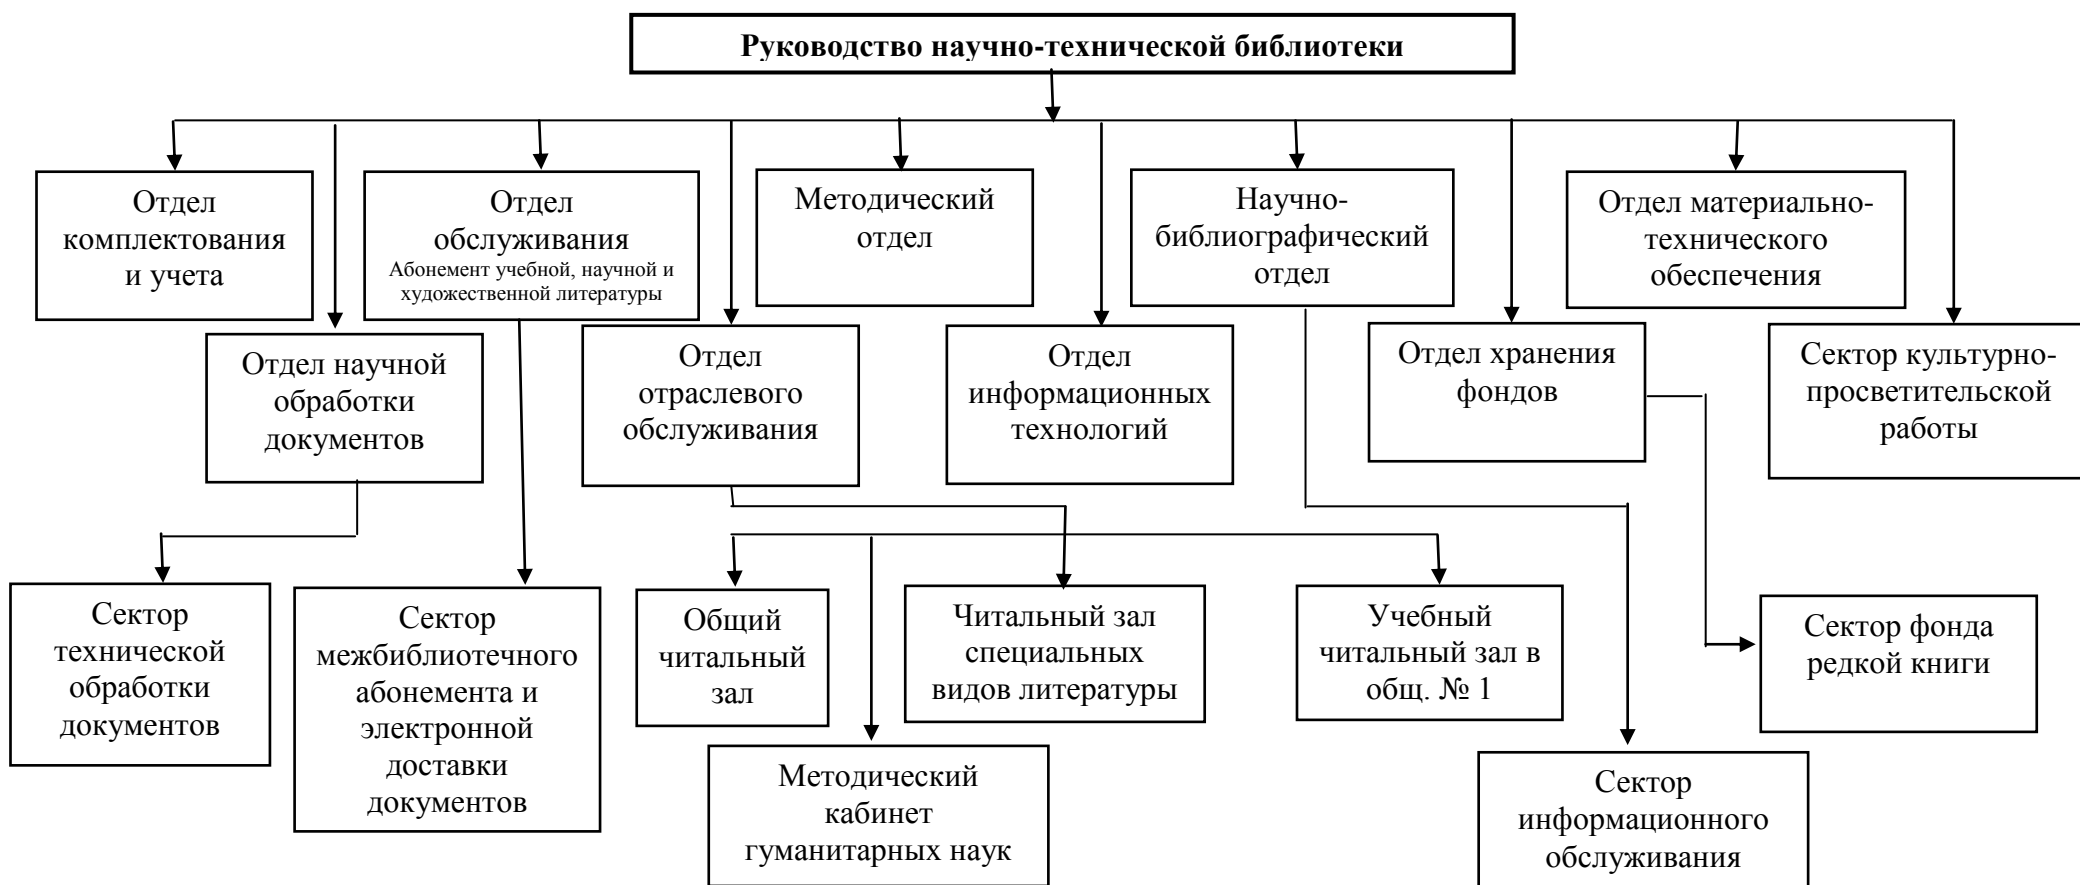 Руководство научно-технической библиотеки
Отдел
комплектования
и учета
Отдел
обслуживания
Абонемент учебной, научной и
художественной литературы
Методический
отдел
Научно-
библиографический
отдел
Отдел материально-
технического
обеспечения
Отдел научной
обработки
документов
Отдел
отраслевого
обслуживания
Отдел
информационных
технологий
Отдел хранения
фондов
Сектор культурно-
просветительской
работы
Сектор
технической
обработки
документов
Сектор
межбиблиотечного
абонемента и
электронной
доставки
документов
Общий
читальный
зал
Читальный зал
специальных
видов литературы
Учебный
читальный зал в
общ. № 1
Сектор фонда
редкой книги
Методический
кабинет
гуманитарных наук
Сектор
информационного
обслуживания